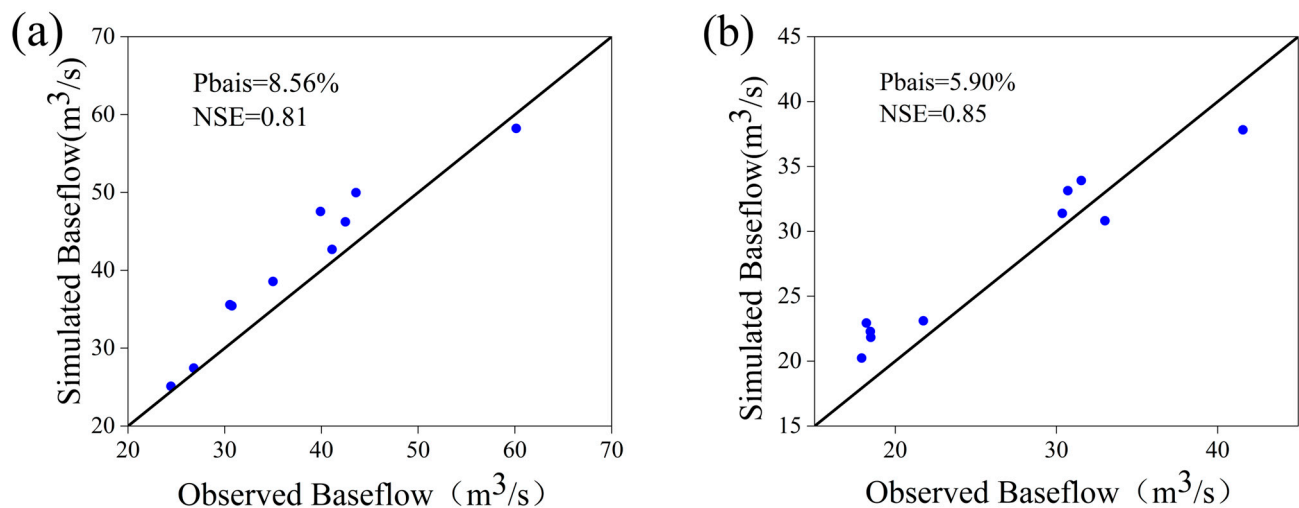 (a)
Simulated Baseflow(m³/s)
70
60
50
40
30
20
Pbais=8.56%
NSE=0.81
20 30 40 50 60 70
Observed Baseflow（m³/s）
(b)
Simulated Baseflow(m³/s)
45
40
35
30
25
20
15
Pbais=5.90%
NSE=0.85
20 30 40
Observed Baseflow（m³/s）